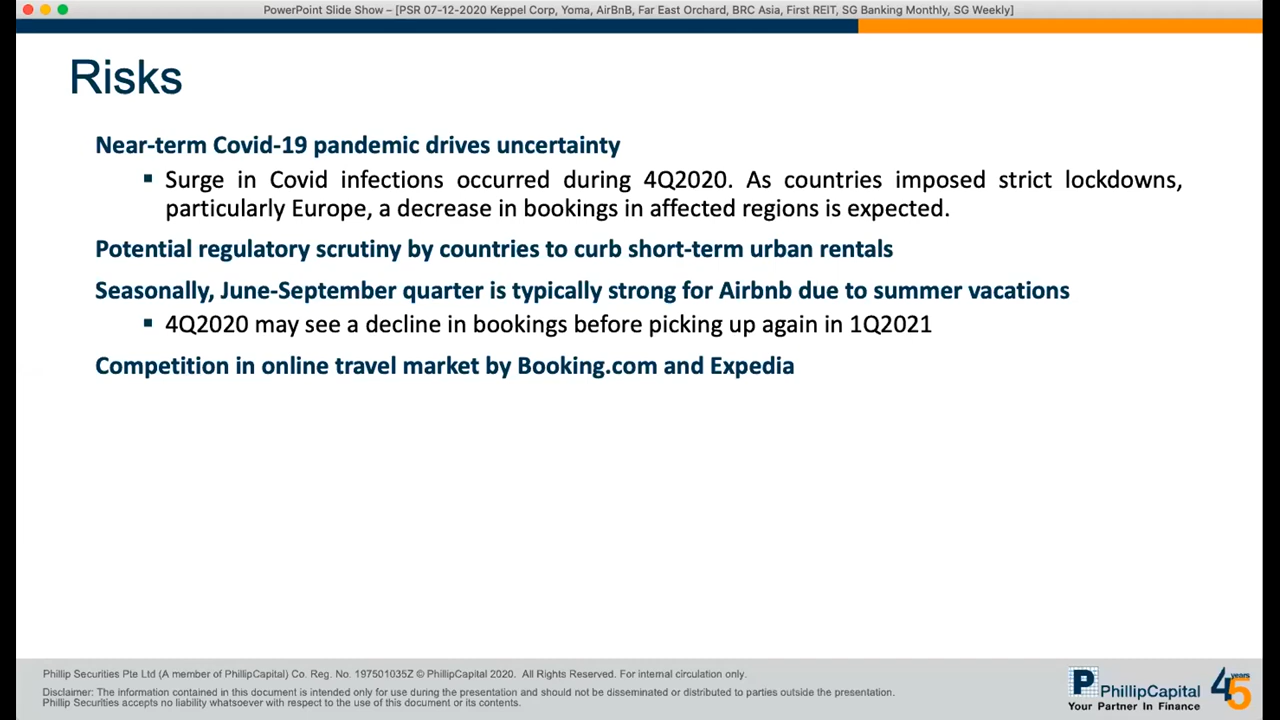 PowerPoint Slide Show – [PSR 07-12-2020 Keppel Corp, Yoma, AirBnB, Far East Orchard, BRC Asia, First REIT, SG Banking Monthly, SG Weekly]
Risks
Near-term Covid-19 pandemic drives uncertainty
▪ Surge in Covid infections occurred during 4Q2020. As countries imposed strict lockdowns,
particularly Europe, a decrease in bookings in affected regions is expected.
Potential regulatory scrutiny by countries to curb short-term urban rentals
Seasonally, June-September quarter is typically strong for Airbnb due to summer vacations
▪ 4Q2020 may see a decline in bookings before picking up again in 1Q2021
Competition in online travel market by Booking.com and Expedia
Phillip Securities Pte Ltd (A member of PhillipCapital) Co. Reg. No. 197501035Z © PhillipCapital 2020. All Rights Reserved. For internal circulation only.
Disclaimer: The information contained in this document is intended only for use during the presentation and should not be disseminated or distributed to parties outside the presentation.
Phillip Securities accepts no liability whatsoever with respect to the use of this document or its contents.
P PhillipCapital
Your Partner In Finance
45 years